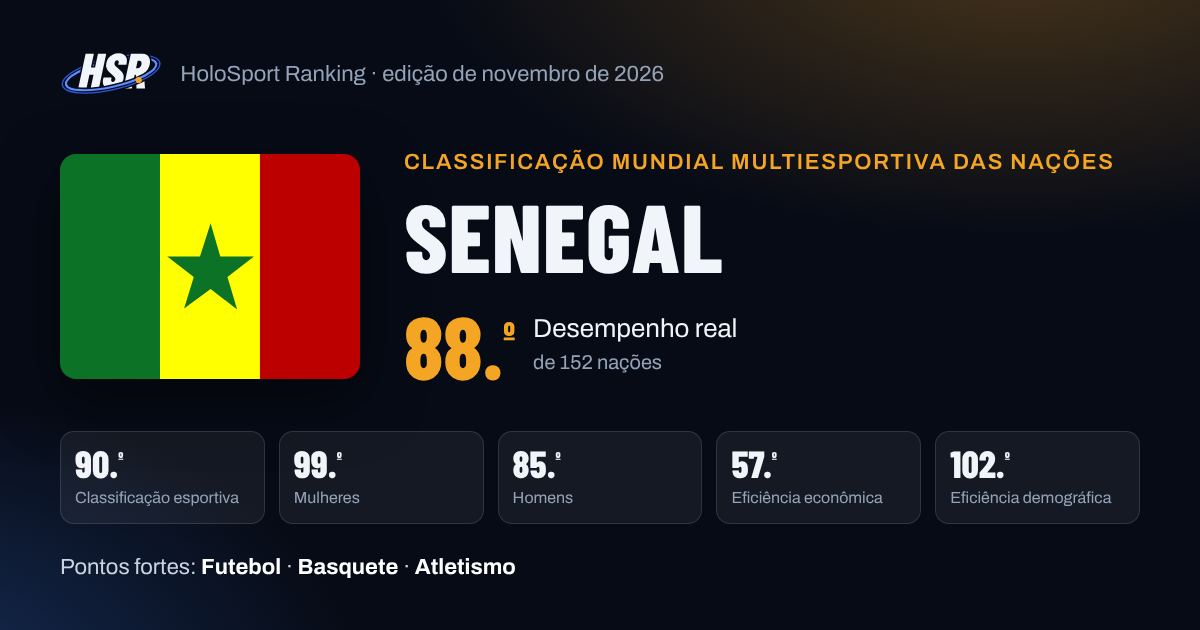 HSR
HoloSport Ranking · edição de novembro de 2026
CLASSIFICAÇÃO MUNDIAL MULTIESPORTIVA DAS NAÇÕES
SENEGAL
88.º
Desempenho real
de 152 nações
90.º
Classificação esportiva
99.º
Mulheres
85.º
Homens
57.º
Eficiência econômica
102.º
Eficiência demográfica
Pontos fortes: Futebol · Basquete · Atletismo